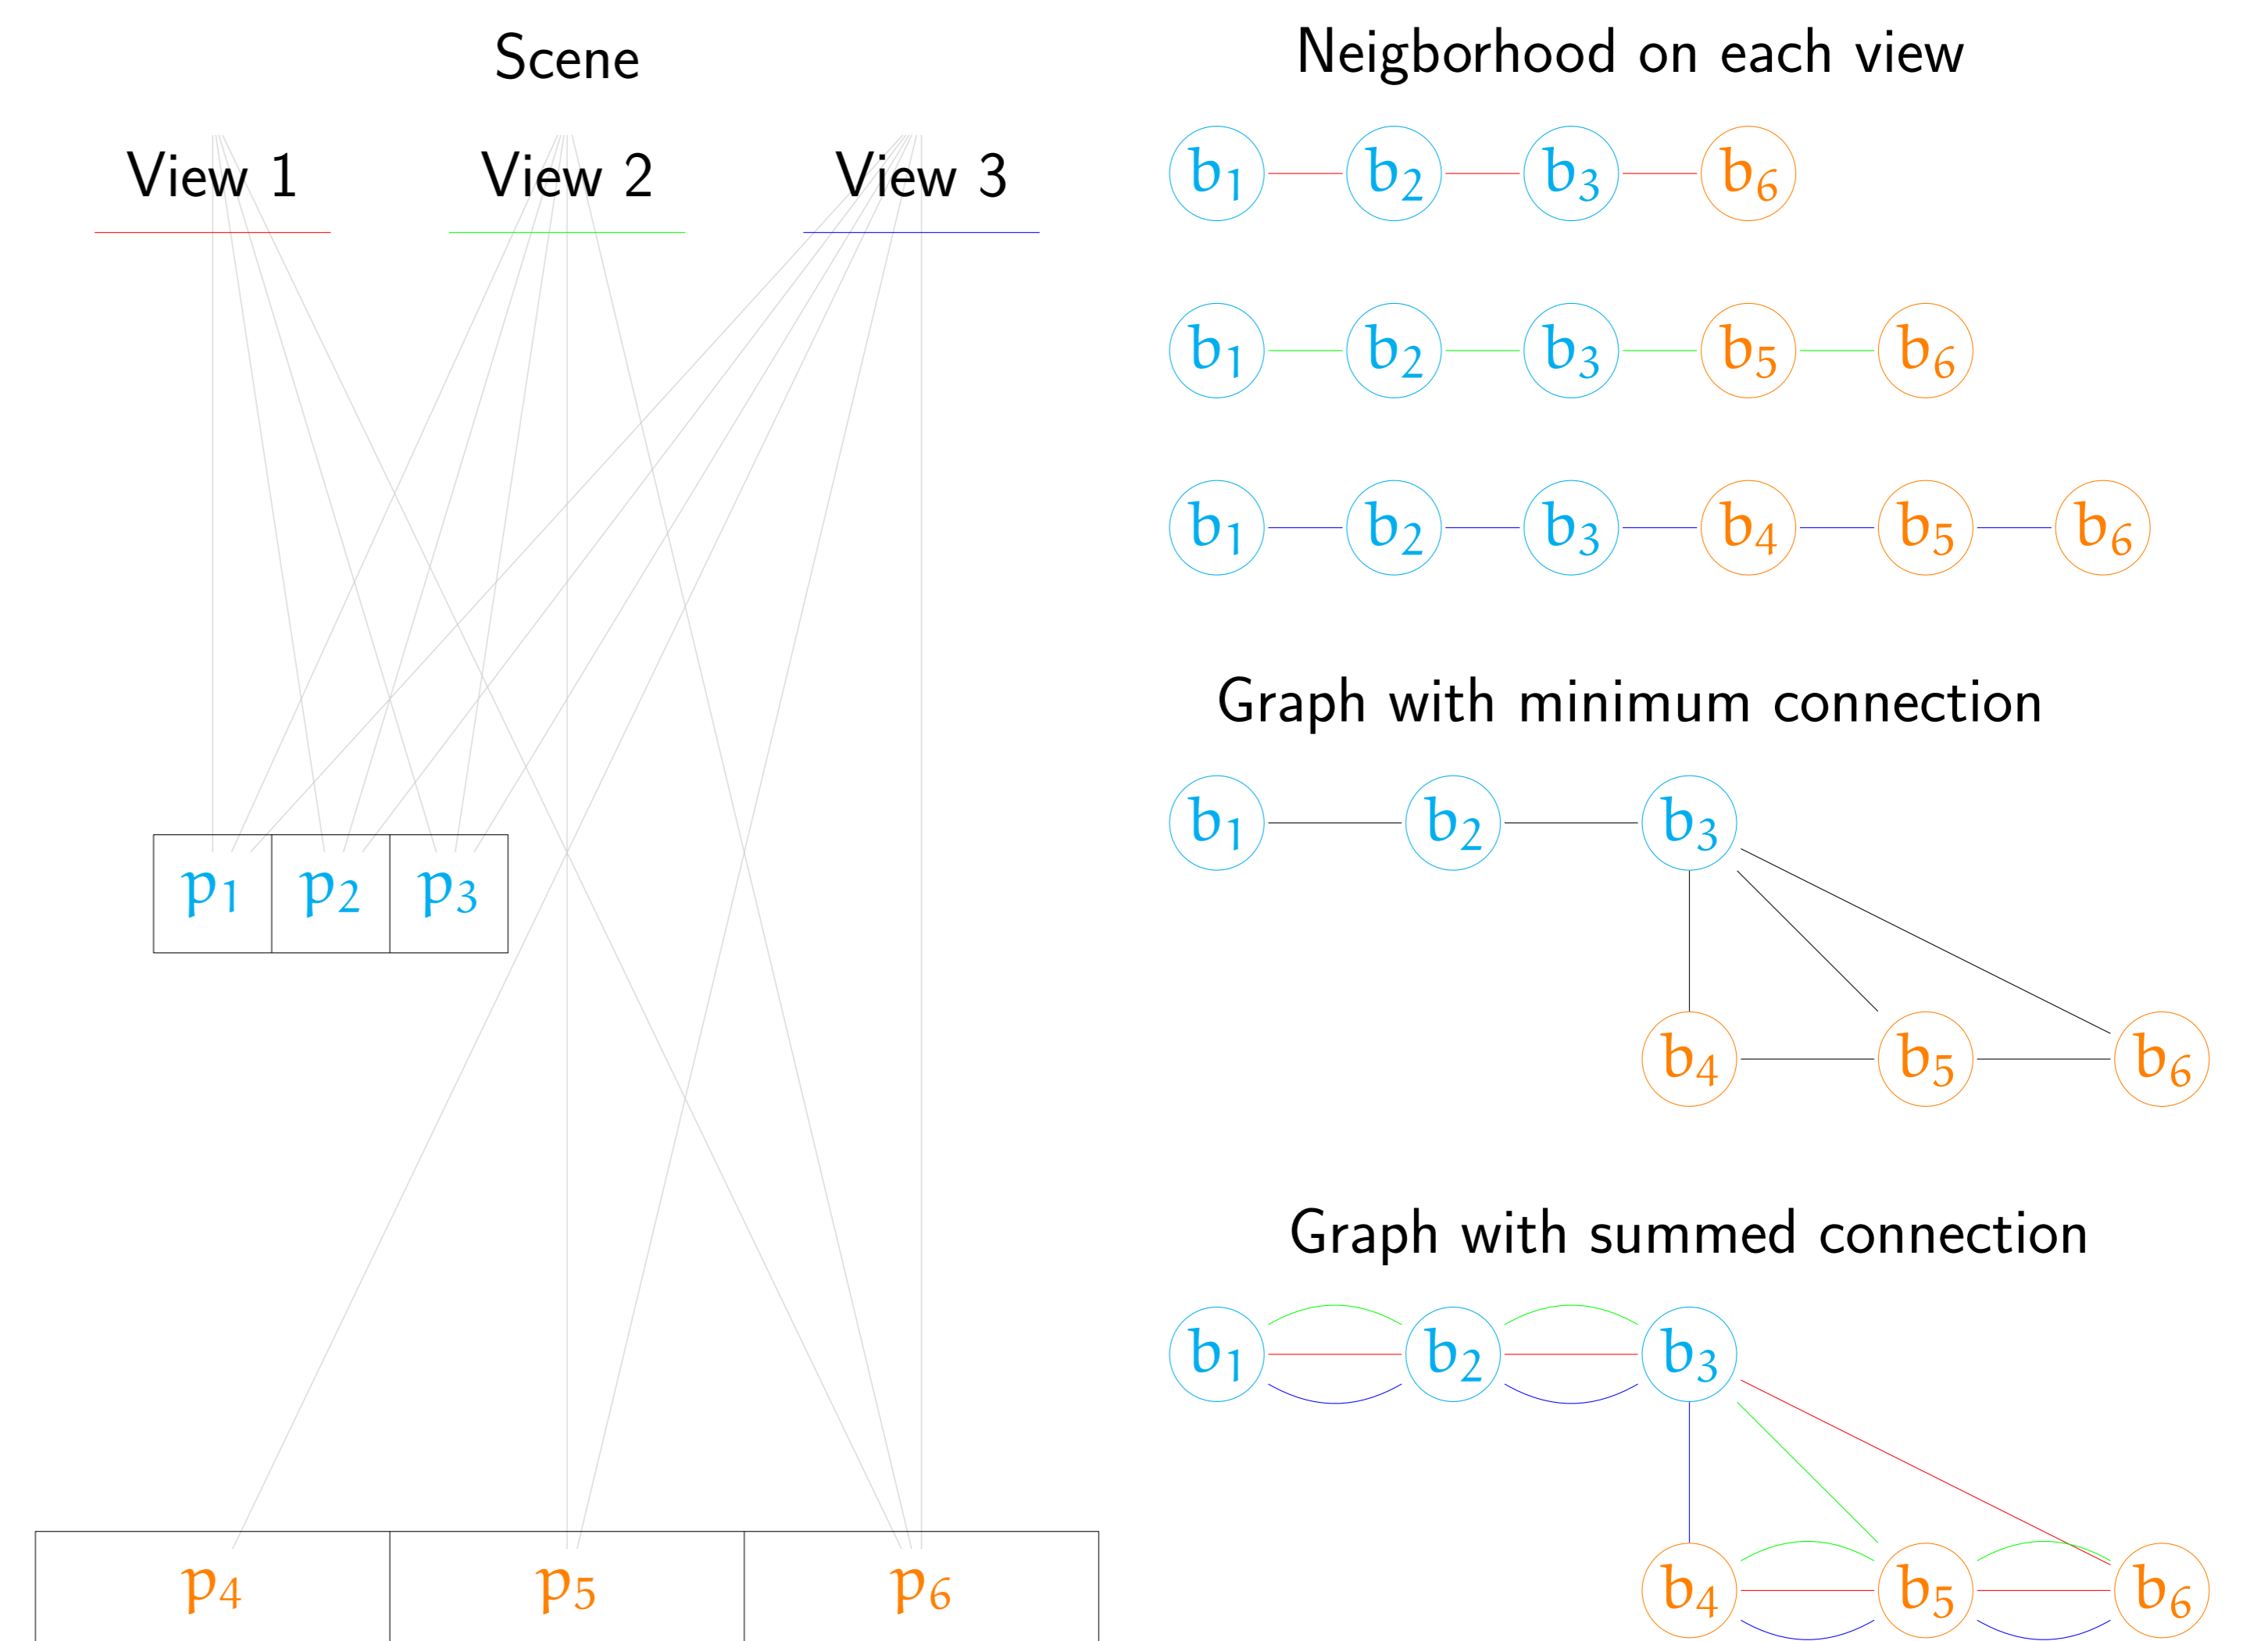 Scene
View 1 View 2 View 3
p1 p2 p3
p4 p5 p6
Neigborhood on each view
b1 b2 b3 b6
b1 b2 b3 b5 b6
b1 b2 b3 b4 b5 b6
Graph with minimum connection
b1 b2 b3
b4 b5 b6
Graph with summed connection
b1 b2 b3
b4 b5 b6